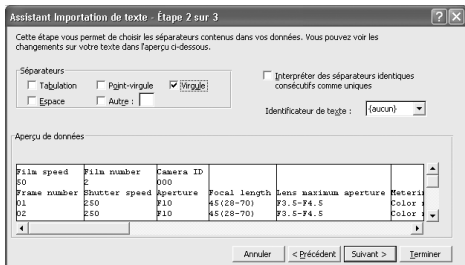 Assistant Importation de texte - Étape 2 sur 3
Cette étape vous permet de choisir les séparateurs contenus dans vos données. Vous pouvez voir les
changements sur votre texte dans l'aperçu ci-dessous.
Séparateurs
Tabulation Point-virgule Virgule
Espace Autre :
Interpréter des séparateurs identiques
consécutifs comme uniques
Identificateur de texte : {aucun}
Aperçu de données
Film speed Film number Camera ID
50 2 000
Frame number Shutter speed Aperture Focal length Lens maximum aperture Meterin
01 250 F10 45(28-70) F3.5-F4.5 Color
02 250 F10 45(28-70) F3.5-F4.5 Color
Annuler < Précédent Suivant > Terminer